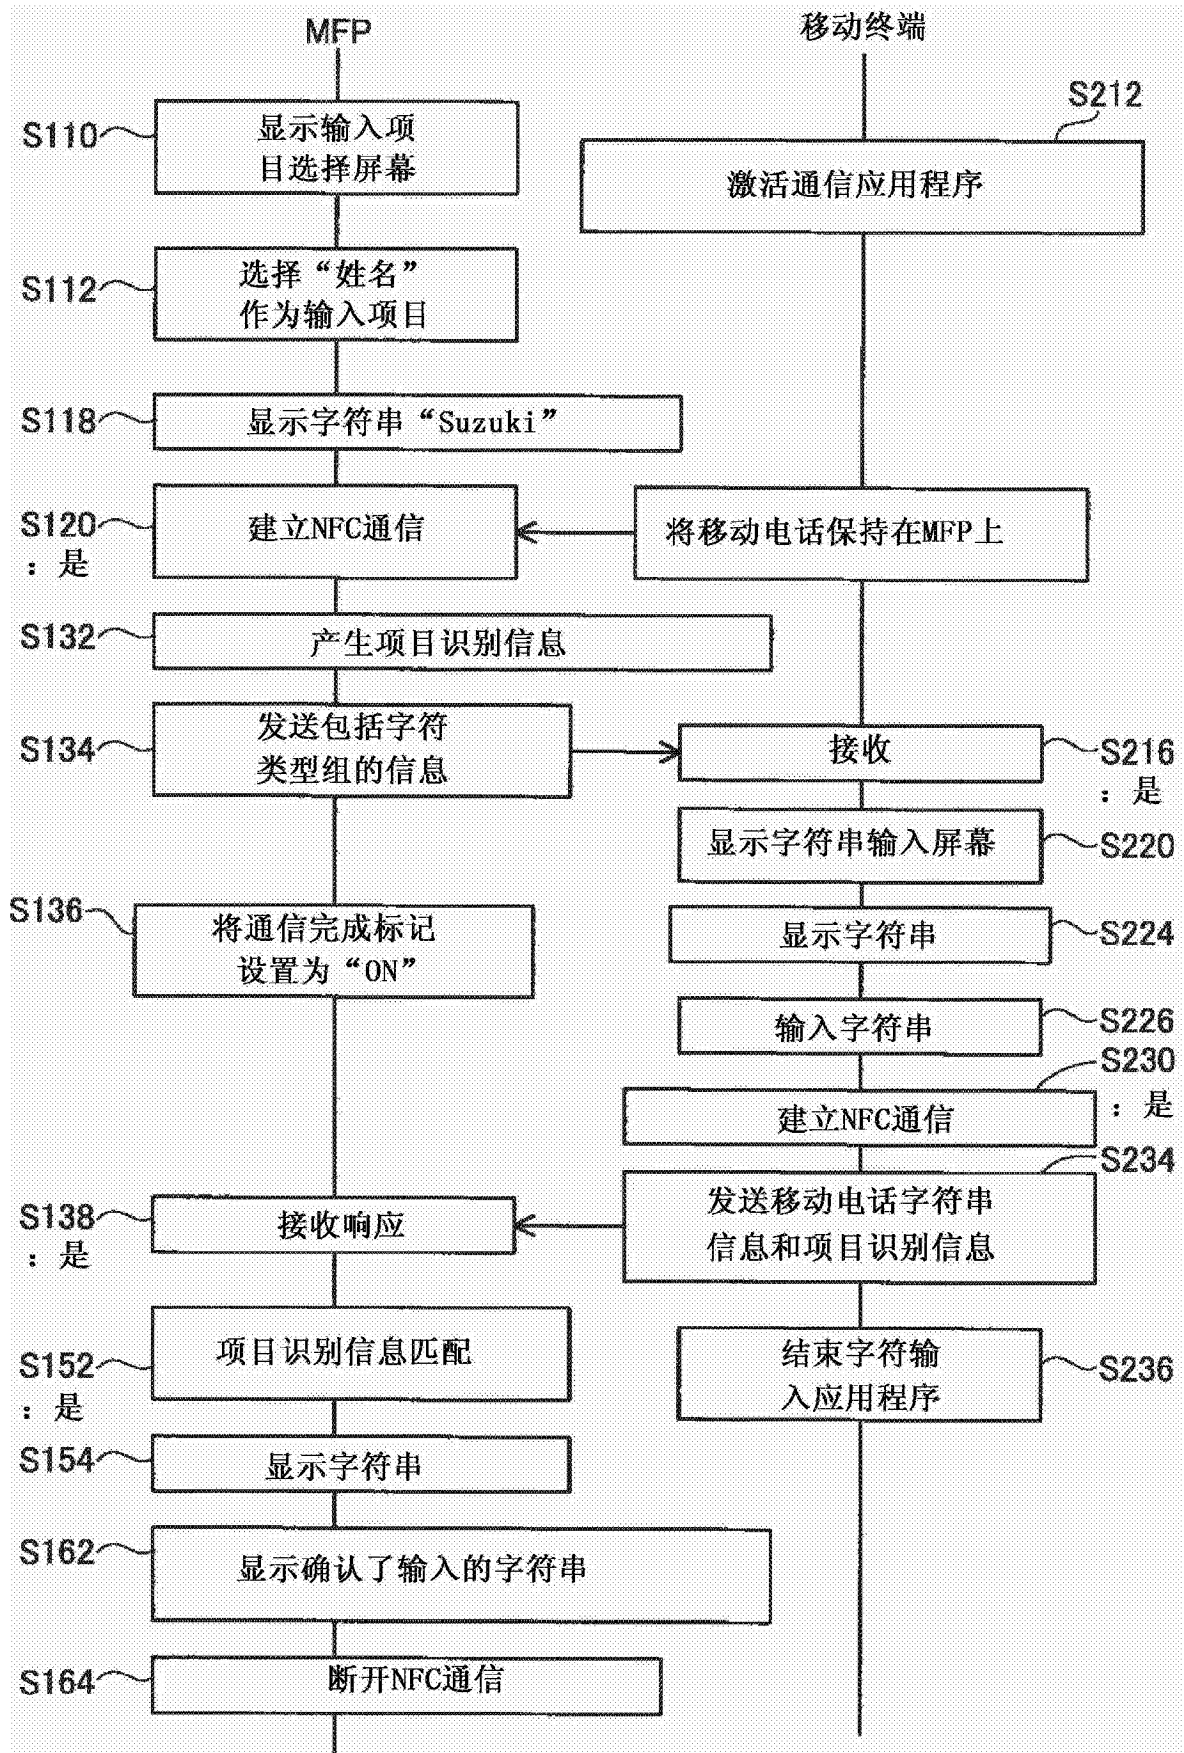 MFP
移动终端
S110
显示输入项
目选择屏幕
S212
激活通信应用程序
S112
选择“姓名”
作为输入项目
S118
显示字符串“Suzuki”
S120
：是
建立NFC通信
将移动电话保持在MFP上
S132
产生项目识别信息
S134
发送包括字符
类型组的信息
接收
S216
：是
显示字符串输入屏幕
S220
S136
将通信完成标记
设置为“ON”
显示字符串
S224
输入字符串
S226
S230
：是
建立NFC通信
S234
发送移动电话字符串
信息和项目识别信息
S138
：是
接收响应
S152
：是
项目识别信息匹配
结束字符输
入应用程序
S236
S154
显示字符串
S162
显示确认了输入的字符串
S164
断开NFC通信